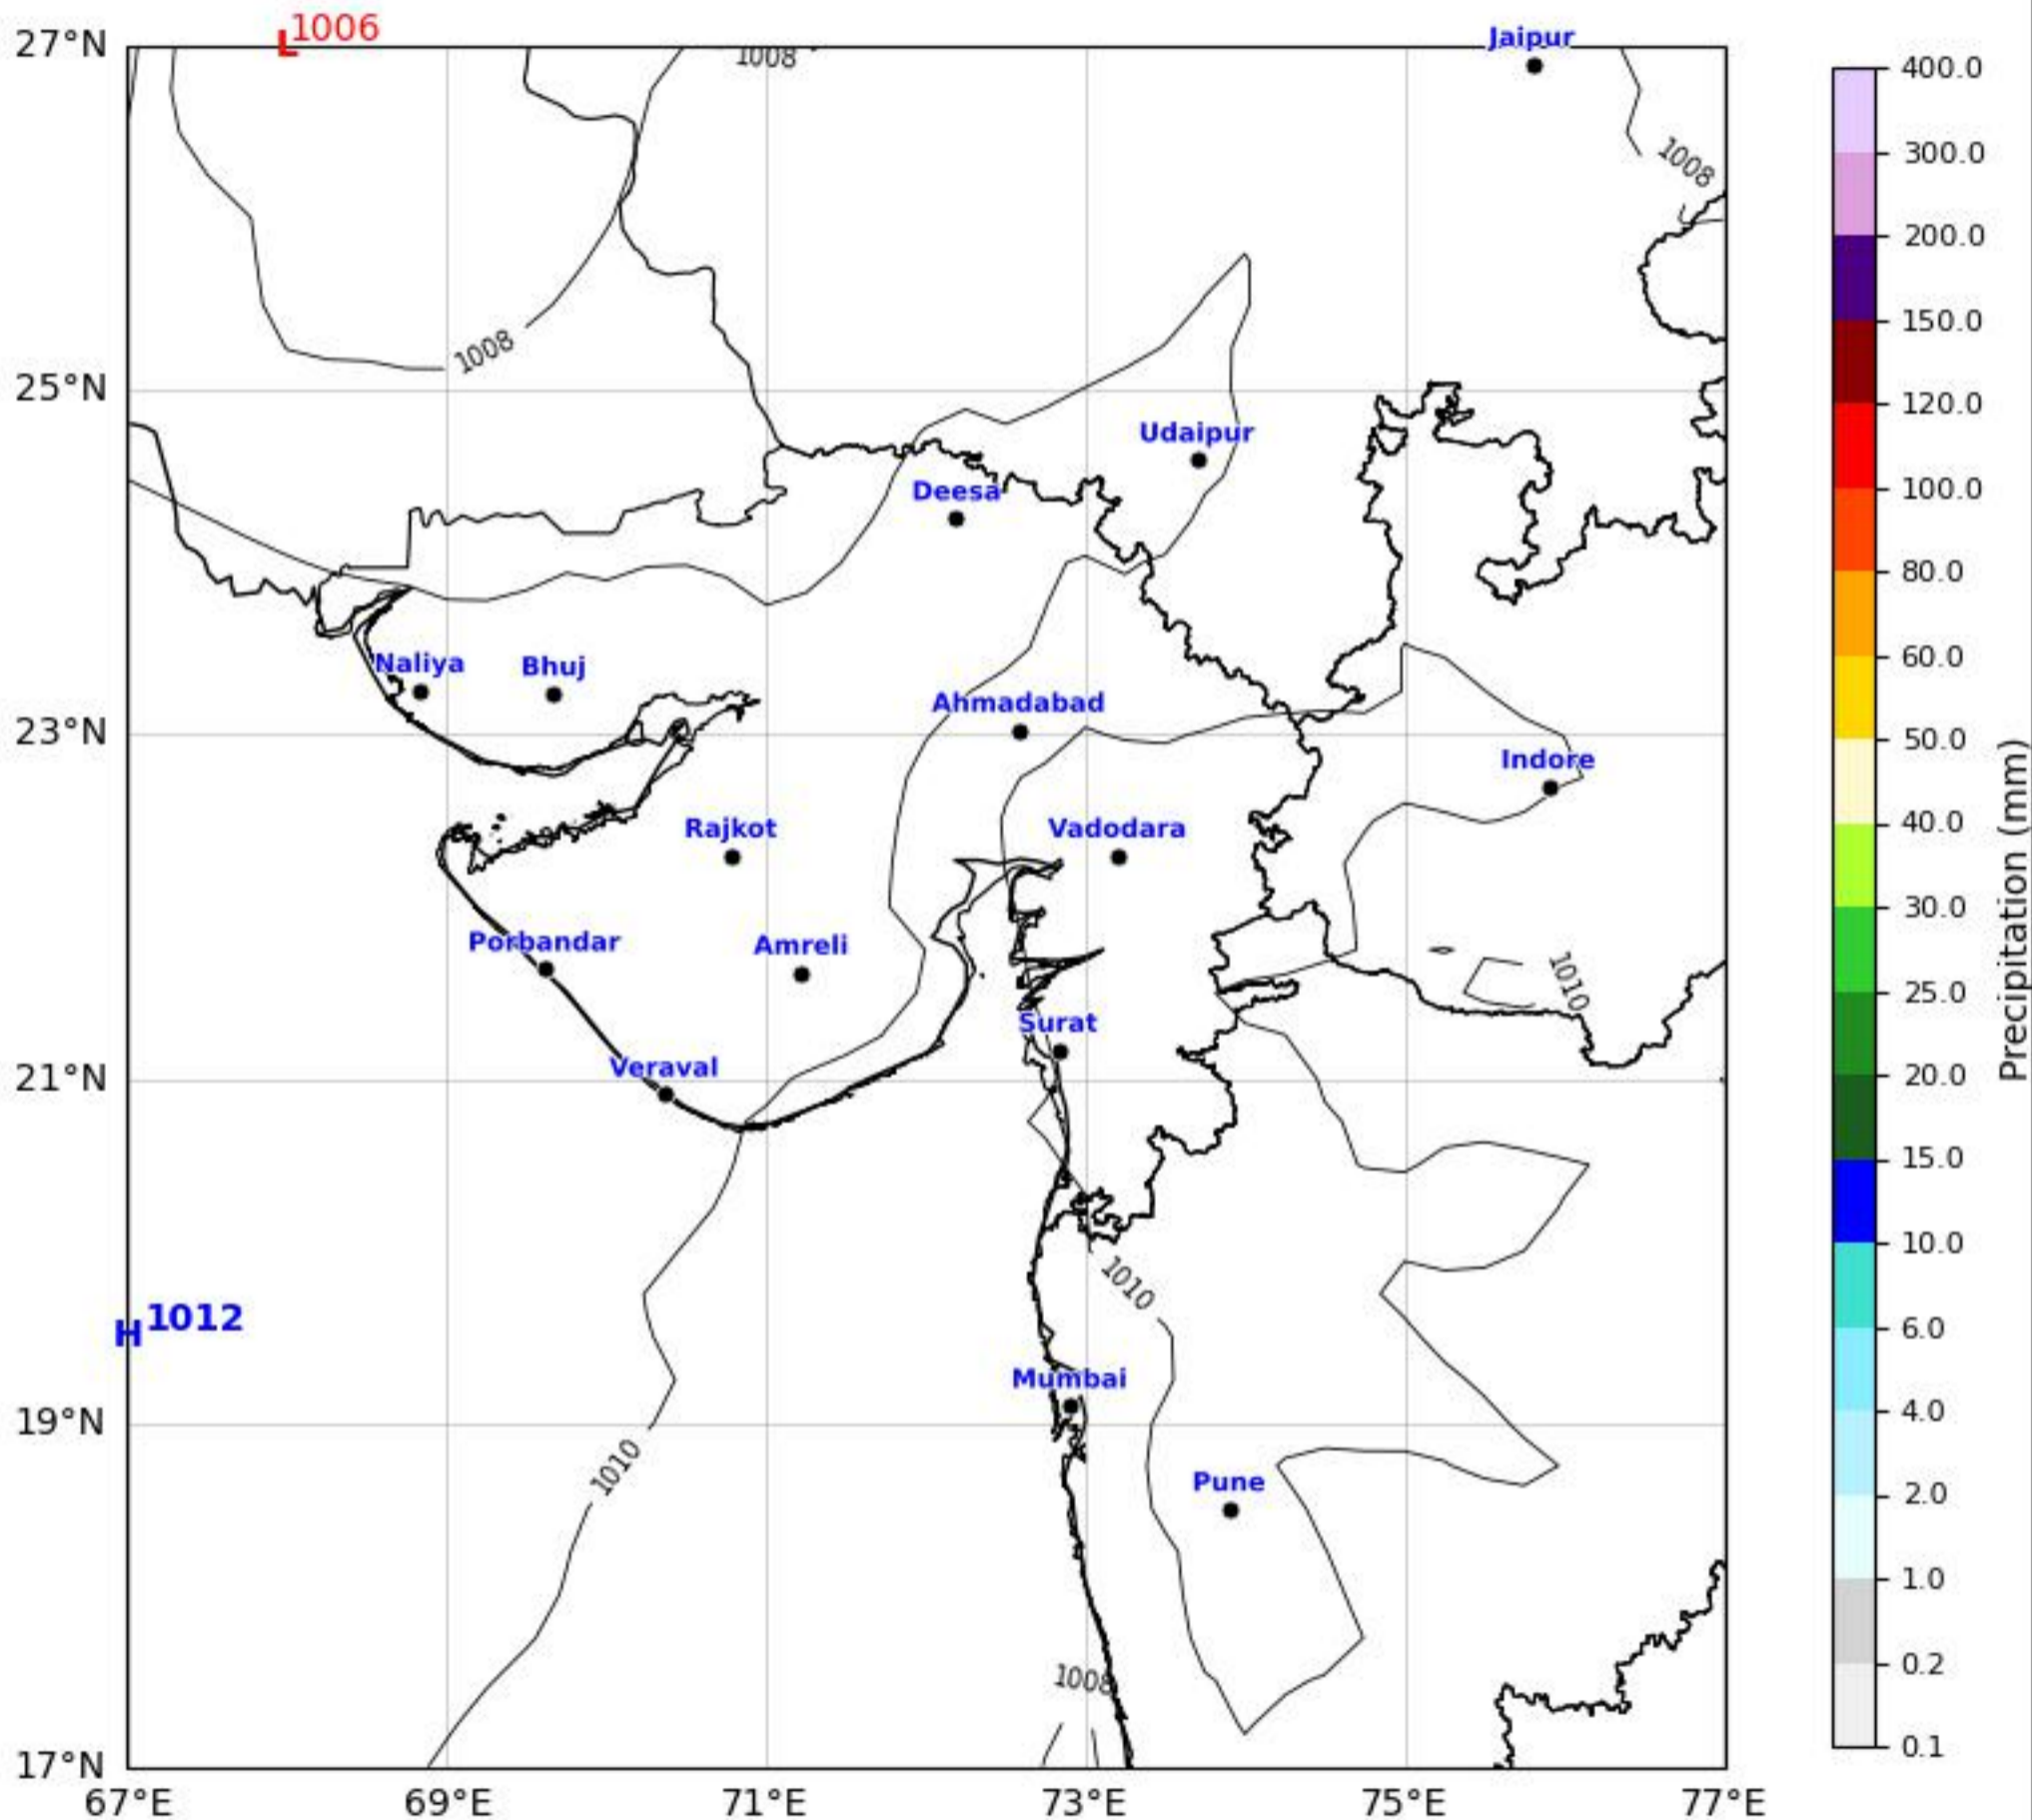 L 1006
Jaipur
27°N
1008
400.0
300.0
1008
200.0
150.0
1008
25°N
120.0
Udaipur
100.0
Deesa
80.0
Naliya
Bhuj
60.0
Ahmadabad
23°N
50.0
Indore
40.0
Rajkot
Vadodara
Precipitation (mm)
30.0
Porbandar
Amreli
1010
25.0
Surat
20.0
Veraval
21°N
15.0
10.0
1010
H 1012
6.0
Mumbai
4.0
19°N
1010
Pune
2.0
1.0
1008
0.2
0.1
17°N
67°E 69°E 71°E 73°E 75°E 77°E